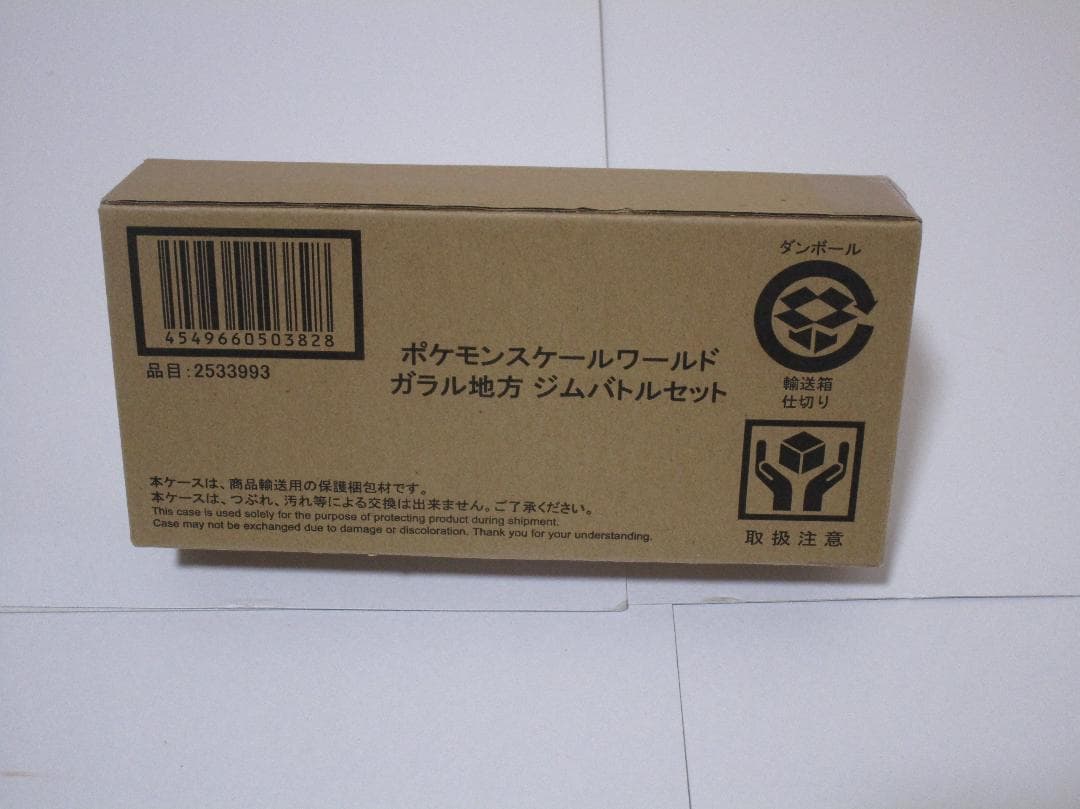 4549660503828
品目:2533993
ポケモンスケールワールド
ガラル地方 ジムバトルセット
ダンボール
輸送箱
仕切り
取扱注意
本ケースは、商品輸送用の保護梱包材です。
本ケースは、つぶれ、汚れ等による交換は出来ません。ご了承ください。
This case is used solely for the purpose of protecting product during shipment.
Case may not be exchanged due to damage or discoloration. Thank you for your understanding.